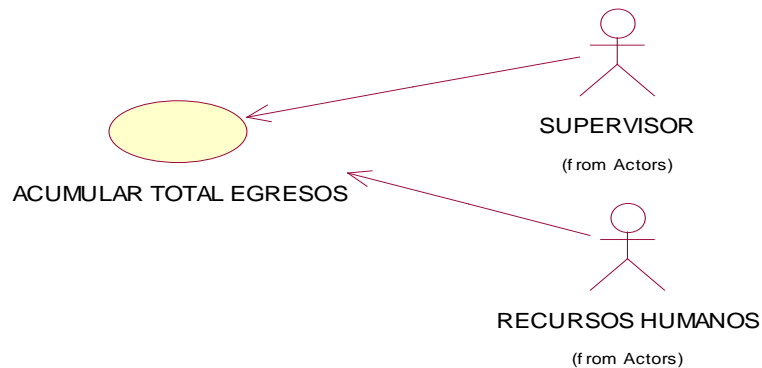 SUPERVISOR
(from Actors)
ACUMULAR TOTAL EGRESOS
RECURSOS HUMANOS
(from Actors)